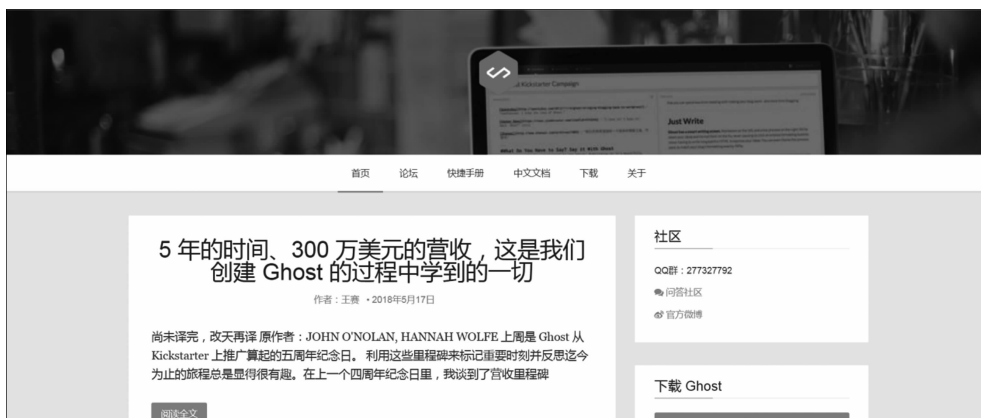 Kickstarter Campaign
Just Write
首页 论坛 快捷手册 中文文档 下载 关于
5 年的时间、300 万美元的营收，这是我们
创建 Ghost 的过程中学到的一切
作者：王赛 • 2018年5月17日
尚未译完，改天再译 原作者：JOHN O'NOLAN, HANNAH WOLFE 上周是 Ghost 从
Kickstarter 上推广算起的五周年纪念日。 利用这些里程碑来标记重要时刻并反思迄今
为止的旅程总是显得很有趣。在上一个四周年纪念日里，我谈到了营收里程碑
阅读全文
社区
QQ群：277327792
问答社区
官方微博
下载 Ghost